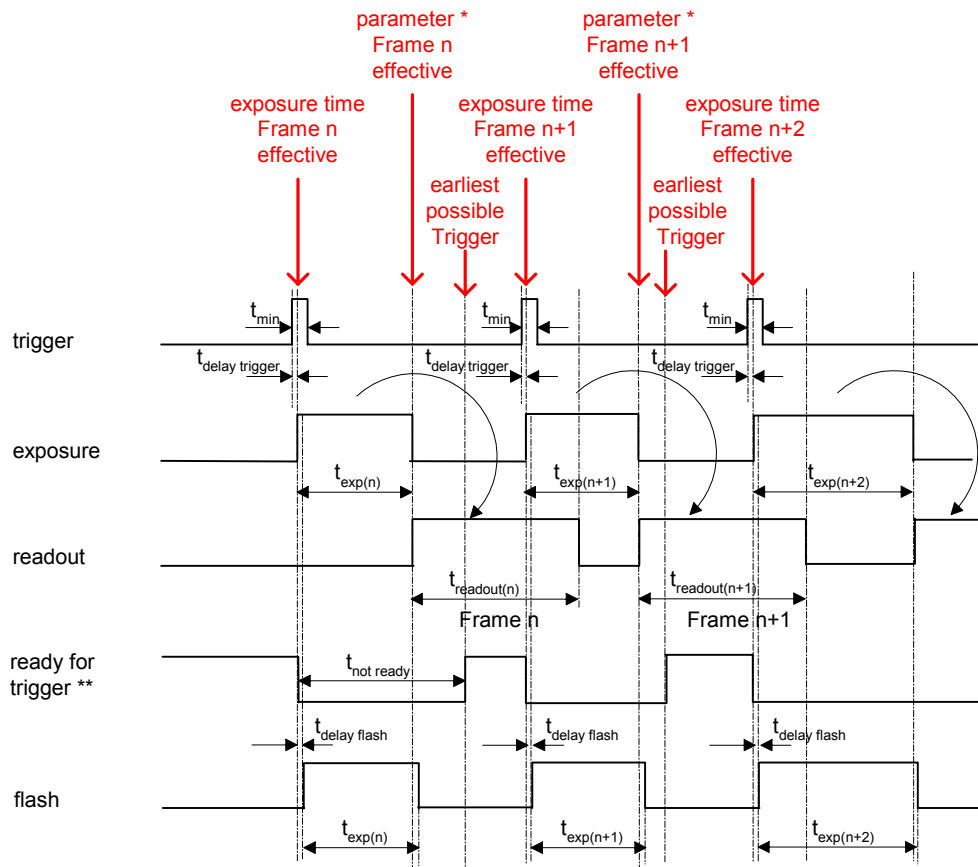 parameter *
Frame n
effective
parameter *
Frame n+1
effective
exposure time
Frame n
effective
exposure time
Frame n+1
effective
exposure time
Frame n+2
effective
earliest
possible
Trigger
earliest
possible
Trigger
trigger
tmin
tmin
tmin
tdelay trigger
tdelay trigger
tdelay trigger
exposure
texp(n)
texp(n+1)
texp(n+2)
readout
treadout(n)
treadout(n+1)
Frame n
Frame n+1
ready for
trigger **
tnot ready
tdelay flash
tdelay flash
tdelay flash
flash
texp(n)
texp(n+1)
texp(n+2)